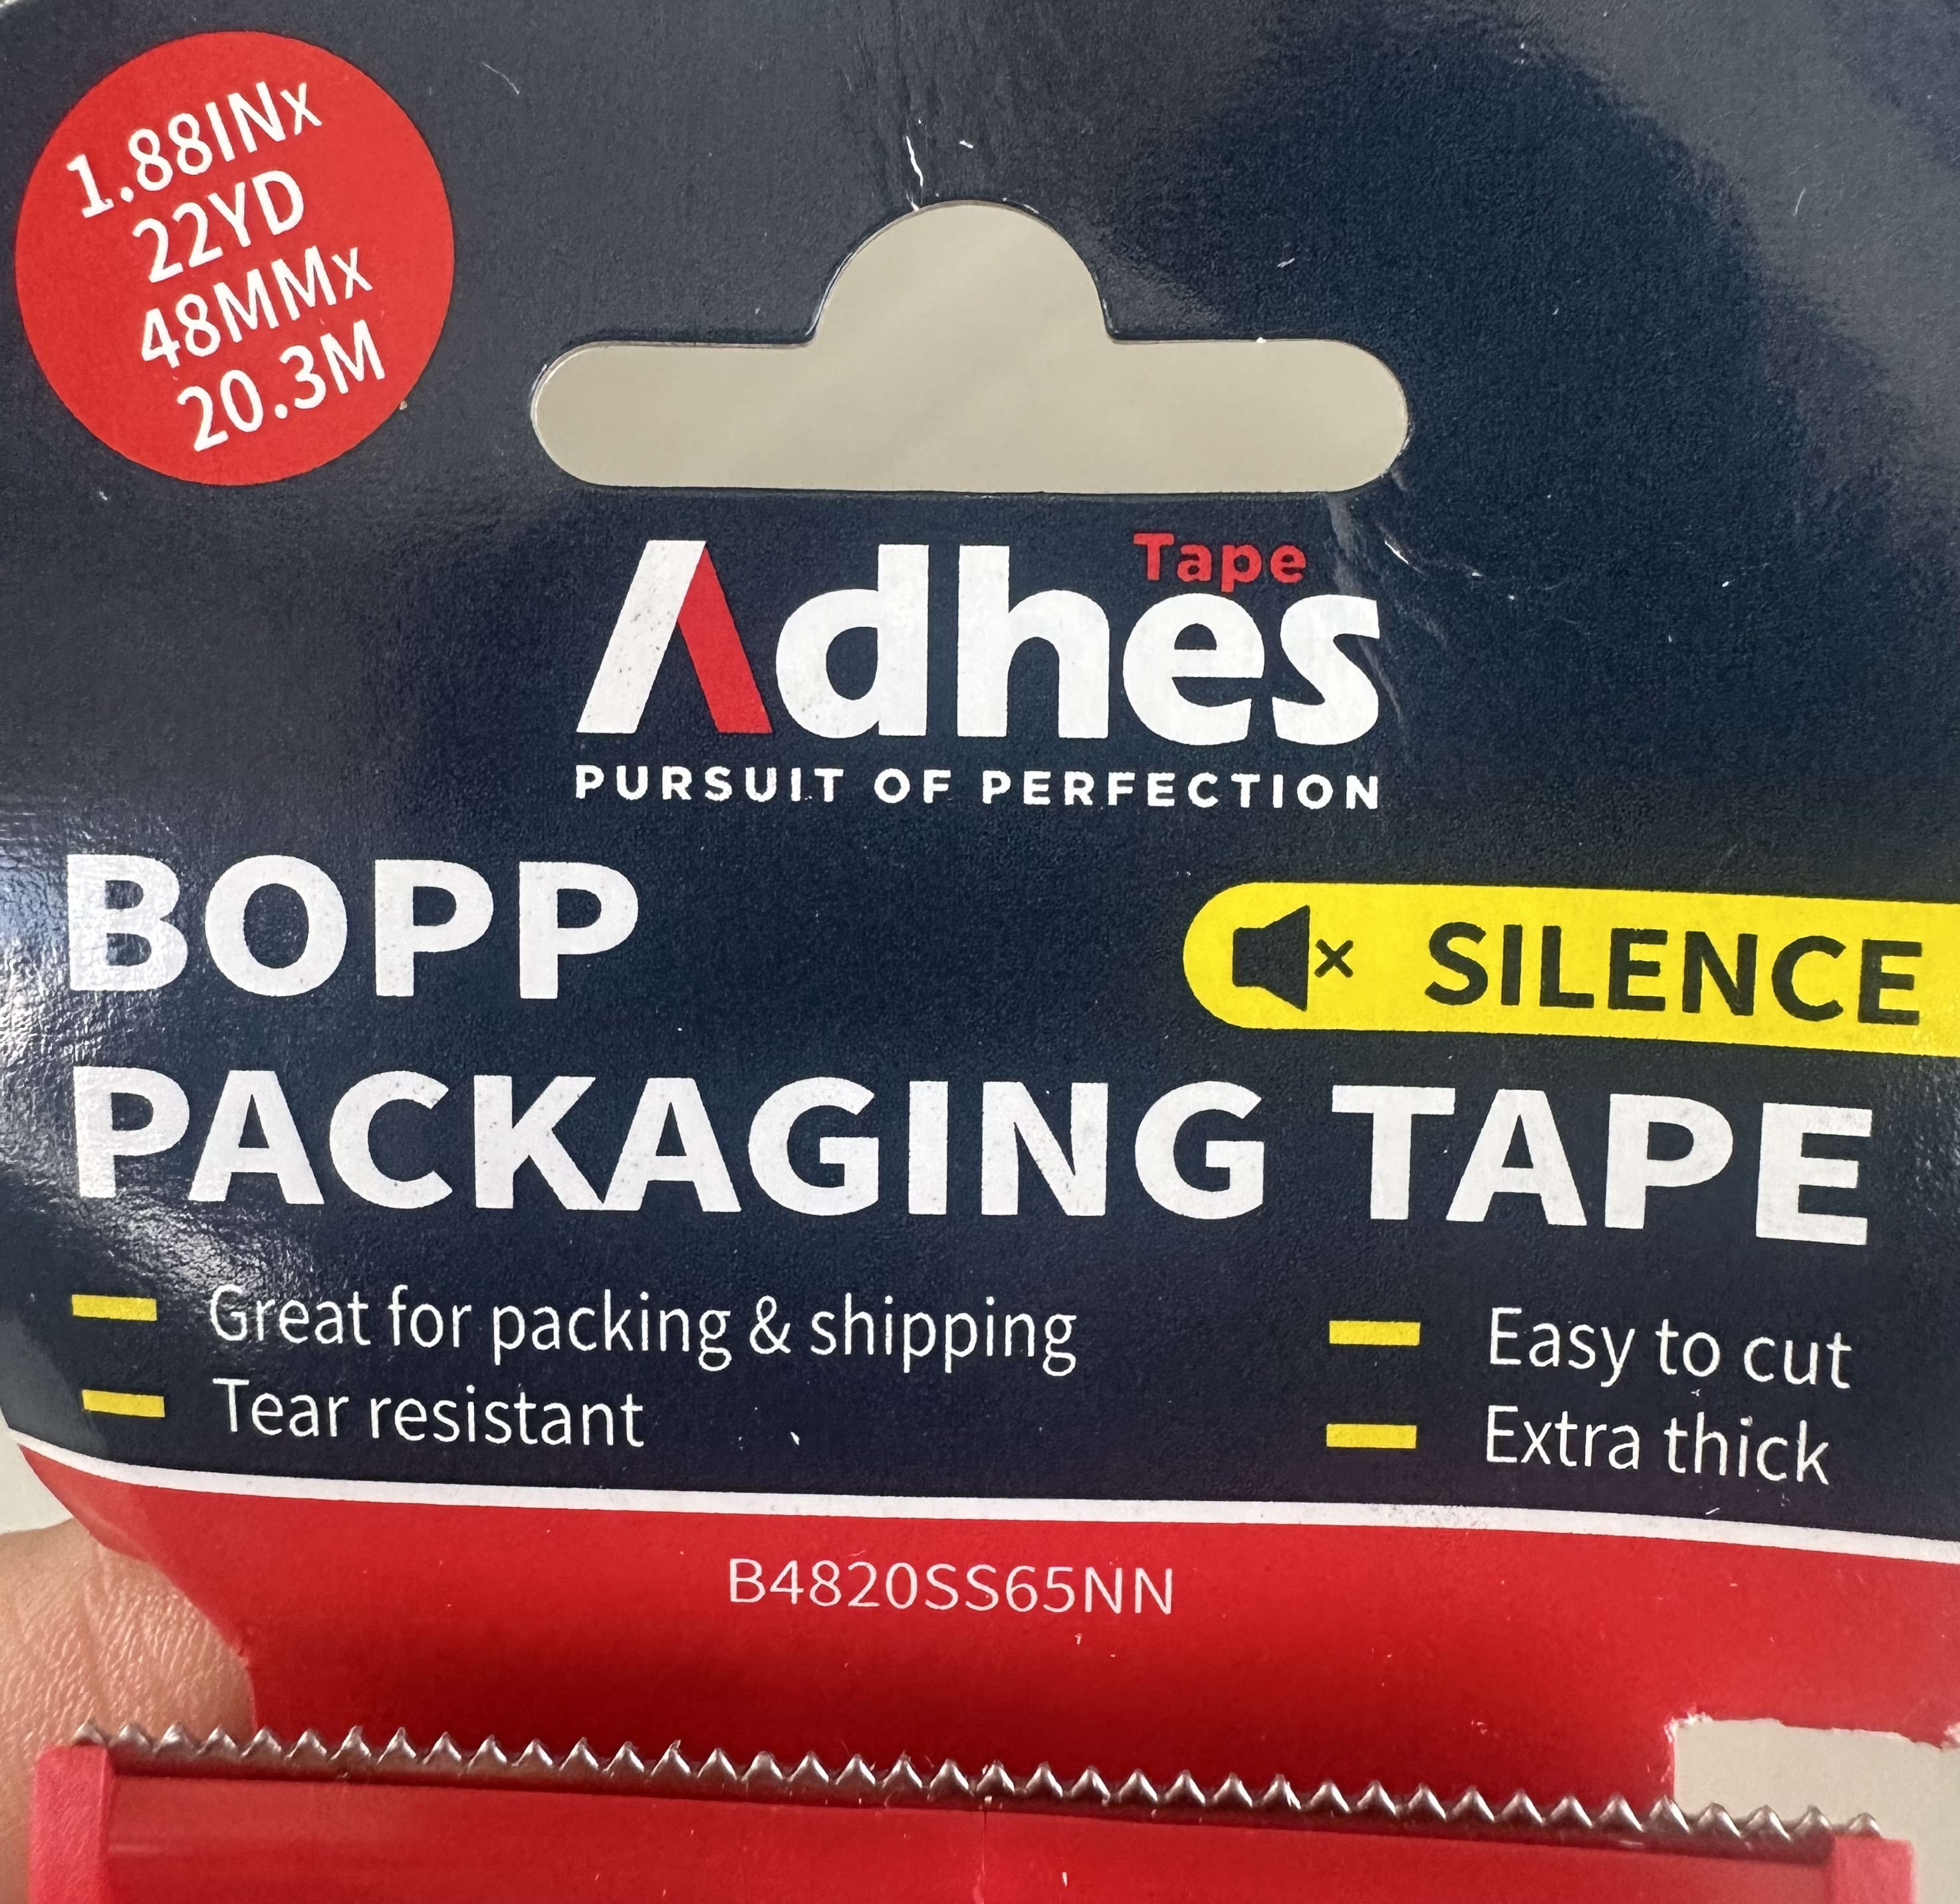 1.88INx
22YD
48MMx
20.3M
Tape
Adhes
PURSUIT OF PERFECTION
BOPP
SILENCE
PACKAGING TAPE
Great for packing & shipping
Tear resistant
Easy to cut
Extra thick
B4820SS65NN